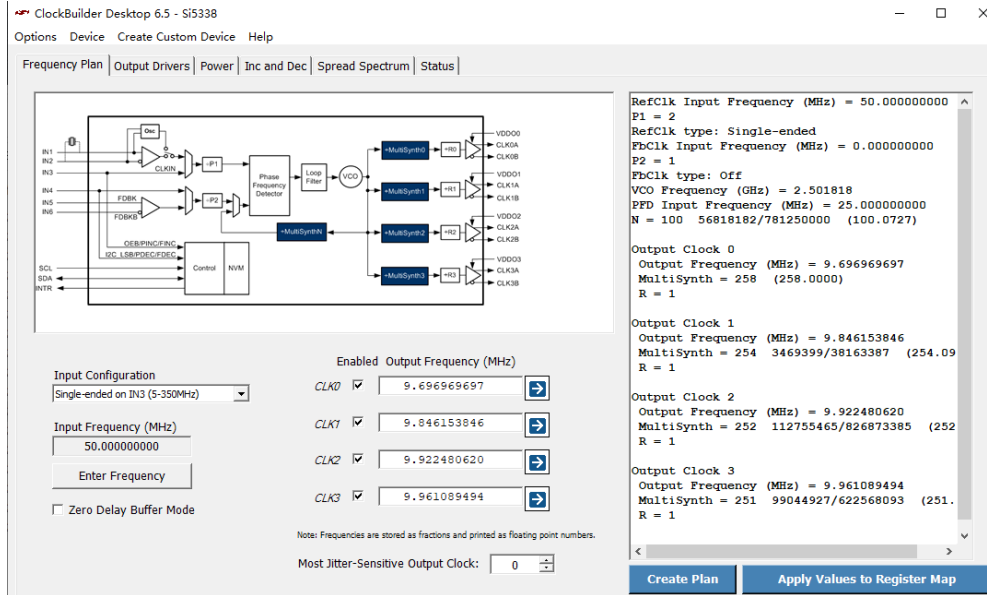 ClockBuilder Desktop 6.5 - Si5338
Options Device Create Custom Device Help
Frequency Plan Output Drivers Power Inc and Dec Spread Spectrum Status
Osc
IN1
IN2
IN3
CLKIN
÷P1
IN4
IN5
IN6
FDBK
FDBKB
÷P2
Phase
Frequency
Detector
Loop
Filter
VCO
÷MultiSynthN
÷MultiSynth0
÷R0
VDDO0
CLK0A
CLK0B
÷MultiSynth1
÷R1
VDDO1
CLK1A
CLK1B
÷MultiSynth2
÷R2
VDDO2
CLK2A
CLK2B
÷MultiSynth3
÷R3
VDDO3
CLK3A
CLK3B
OEB/PINC/FINC
I2C_LSB/PDEC/FDEC
SCL
SDA
INTR
Control
NVM
Input Configuration
Single-ended on IN3 (5-350MHz)
Input Frequency (MHz)
50.000000000
Enter Frequency
Zero Delay Buffer Mode
Enabled Output Frequency (MHz)
CLK0 9.696969697
CLK1 9.846153846
CLK2 9.922480620
CLK3 9.961089494
Note: Frequencies are stored as fractions and printed as floating point numbers.
Most Jitter-Sensitive Output Clock: 0
RefClk Input Frequency (MHz) = 50.000000000
P1 = 2
RefClk type: Single-ended
FbClk Input Frequency (MHz) = 0.000000000
P2 = 1
FbClk type: Off
VCO Frequency (GHz) = 2.501818
PFD Input Frequency (MHz) = 25.000000000
N = 100 56818182/781250000 (100.0727)
Output Clock 0
Output Frequency (MHz) = 9.696969697
MultiSynth = 258 (258.0000)
R = 1
Output Clock 1
Output Frequency (MHz) = 9.846153846
MultiSynth = 254 3469399/38163387 (254.09
R = 1
Output Clock 2
Output Frequency (MHz) = 9.922480620
MultiSynth = 252 112755465/826873385 (252
R = 1
Output Clock 3
Output Frequency (MHz) = 9.961089494
MultiSynth = 251 99044927/622568093 (251.
R = 1
Create Plan Apply Values to Register Map